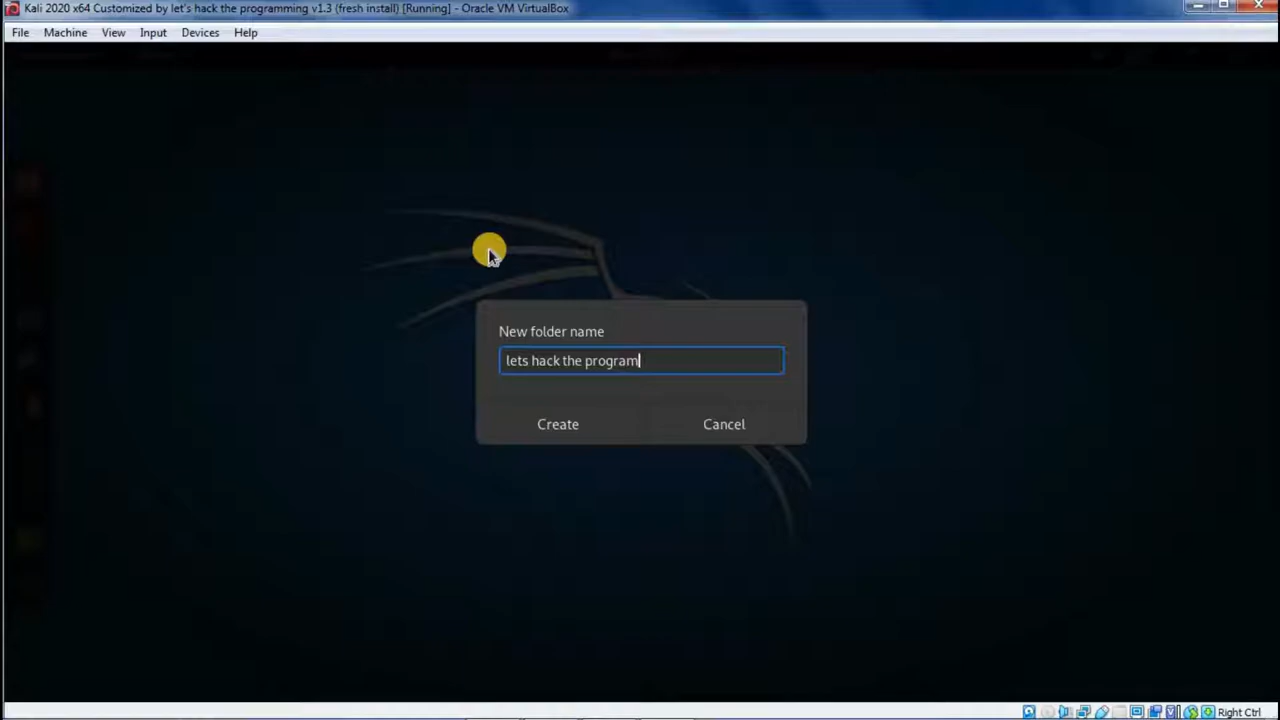 Kali 2020 x64 Customized by let's hack the programming v1.3 (fresh install) [Running] - Oracle VM VirtualBox
File Machine View Input Devices Help
New folder name
lets hack the program
Create Cancel
Right Ctrl